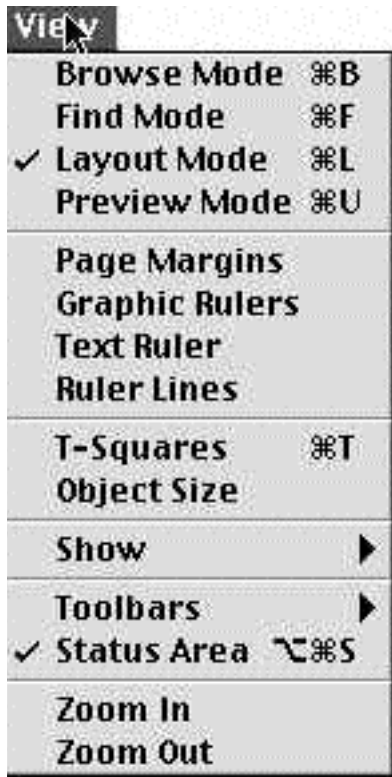 View
Browse Mode ⌘B
Find Mode ⌘F
✓ Layout Mode ⌘L
Preview Mode ⌘U
Page Margins
Graphic Rulers
Text Ruler
Ruler Lines
T-Squares ⌘T
Object Size
Show ▶
Toolbars ▶
✓ Status Area ⌥⌘S
Zoom In
Zoom Out